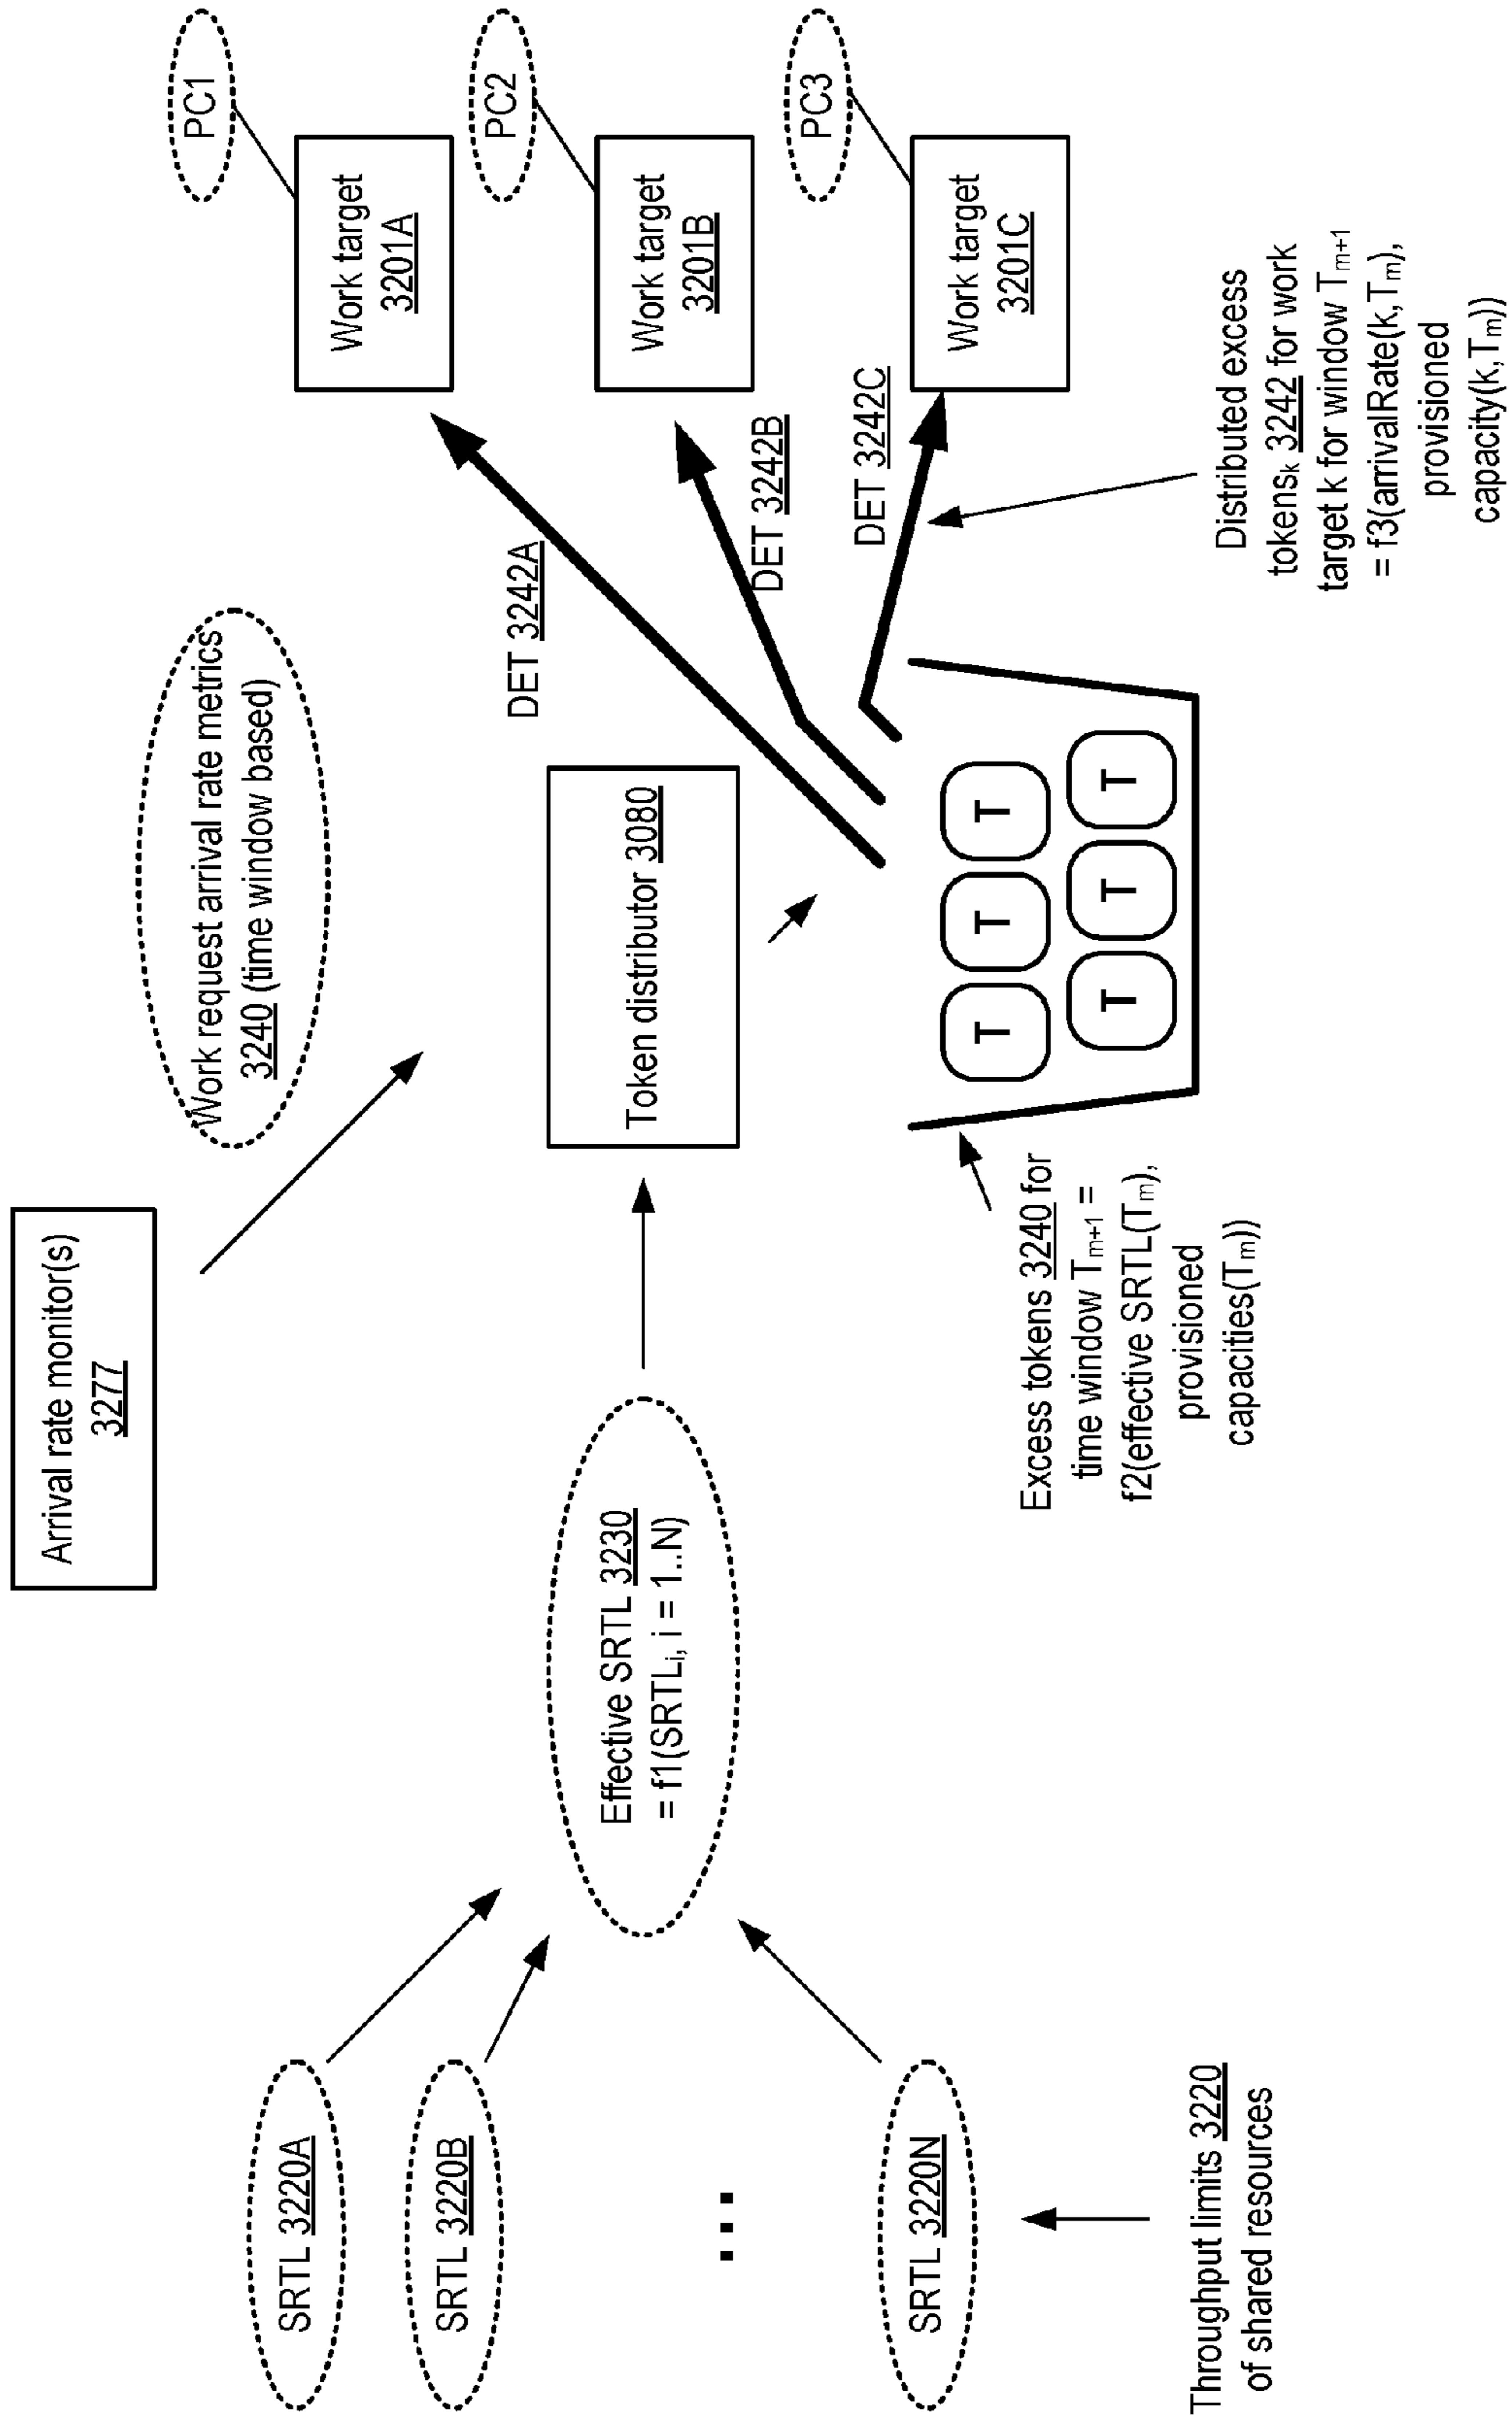 Arrival rate monitor(s)
3277
Work request arrival rate metrics
3240 (time window based)
SRTL 3220A
SRTL 3220B
...
SRTL 3220N
Throughput limits 3220
of shared resources
Effective SRTL 3230
= f1(SRTLi, i = 1..N)
Token distributor 3080
T T T
T T T
Excess tokens 3240 for
time window Tm+1 =
f2(effective SRTL(Tm),
provisioned
capacities(Tm))
DET 3242A
DET 3242B
DET 3242C
PC1
Work target
3201A
PC2
Work target
3201B
PC3
Work target
3201C
Distributed excess
tokensk 3242 for work
target k for window Tm+1
= f3(arrivalRate(k,Tm),
provisioned
capacity(k,Tm))